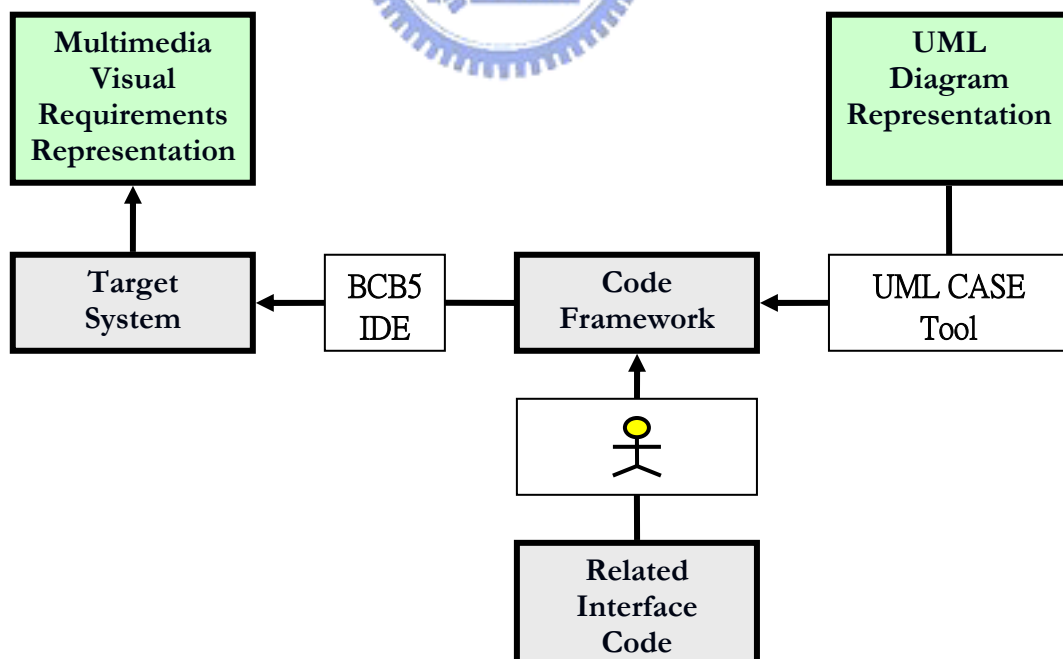 Multimedia
Visual
Requirements
Representation
UML
Diagram
Representation
Target
System
BCB5
IDE
Code
Framework
UML CASE
Tool
Related
Interface
Code